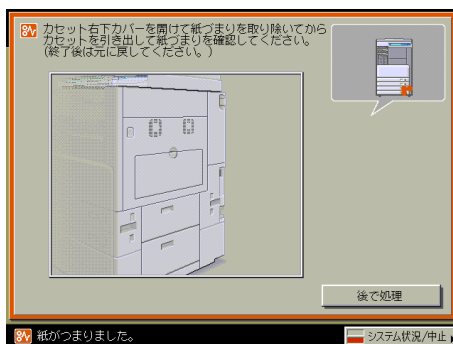 カセット右下カバーを開けて紙づまりを取り除いてから
カセットを引き出して紙づまりを確認してください。
(終了後は元に戻してください。)
後で処理
紙がつまりました。
システム状況/中止